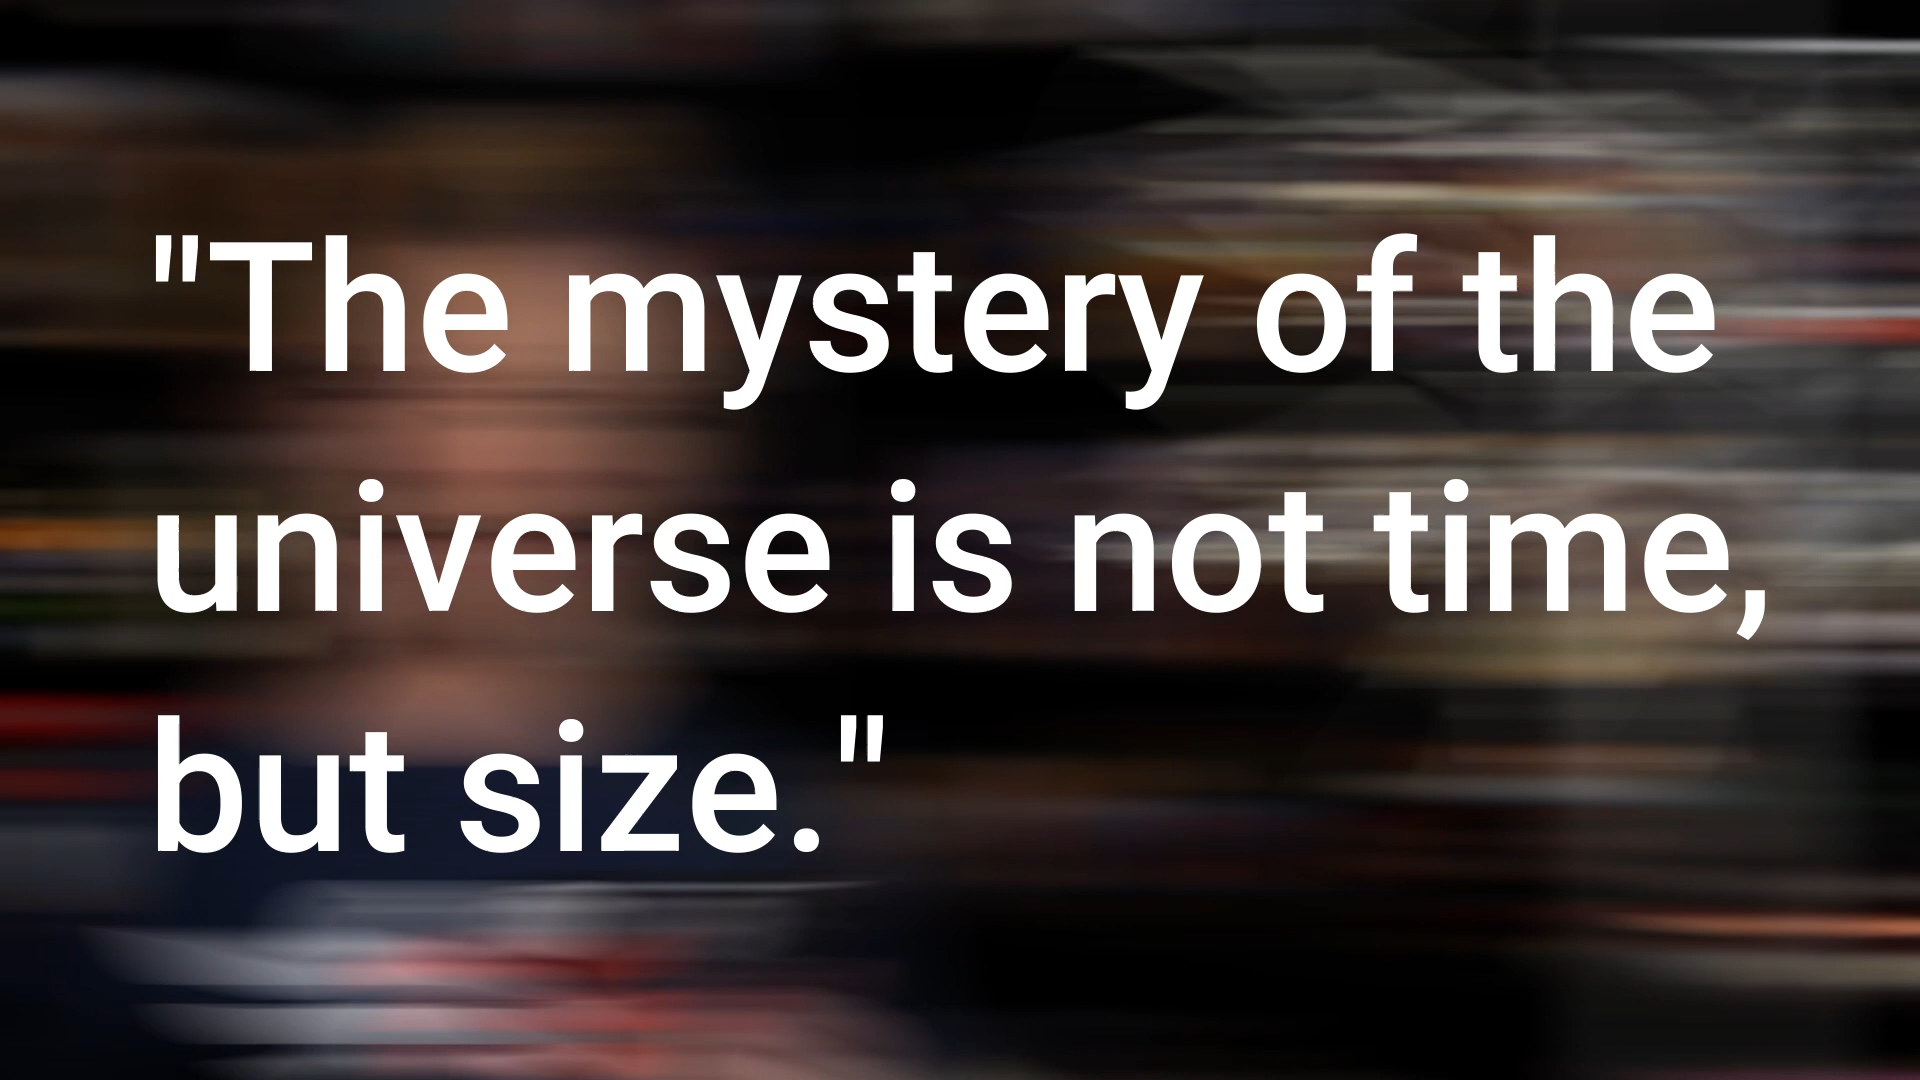 "The mystery of the
universe is not time,
but size."